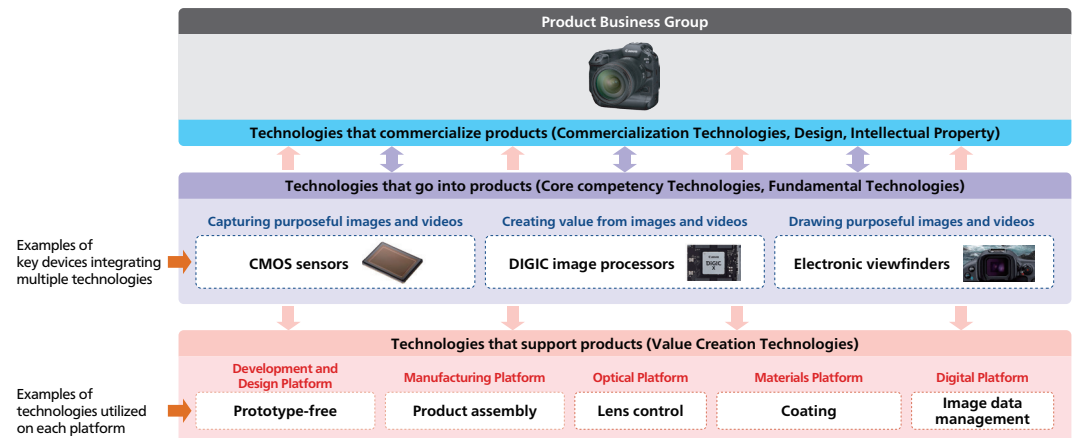 Product Business Group
Technologies that commercialize products (Commercialization Technologies, Design, Intellectual Property)
Technologies that go into products (Core competency Technologies, Fundamental Technologies)
Capturing purposeful images and videos
Creating value from images and videos
Drawing purposeful images and videos
Examples of
key devices integrating
multiple technologies
CMOS sensors
DIGIC image processors
Canon
DIGIC
X
Electronic viewfinders
Technologies that support products (Value Creation Technologies)
Development and
Design Platform
Manufacturing Platform
Optical Platform
Materials Platform
Digital Platform
Examples of
technologies utilized
on each platform
Prototype-free
Product assembly
Lens control
Coating
Image data
management